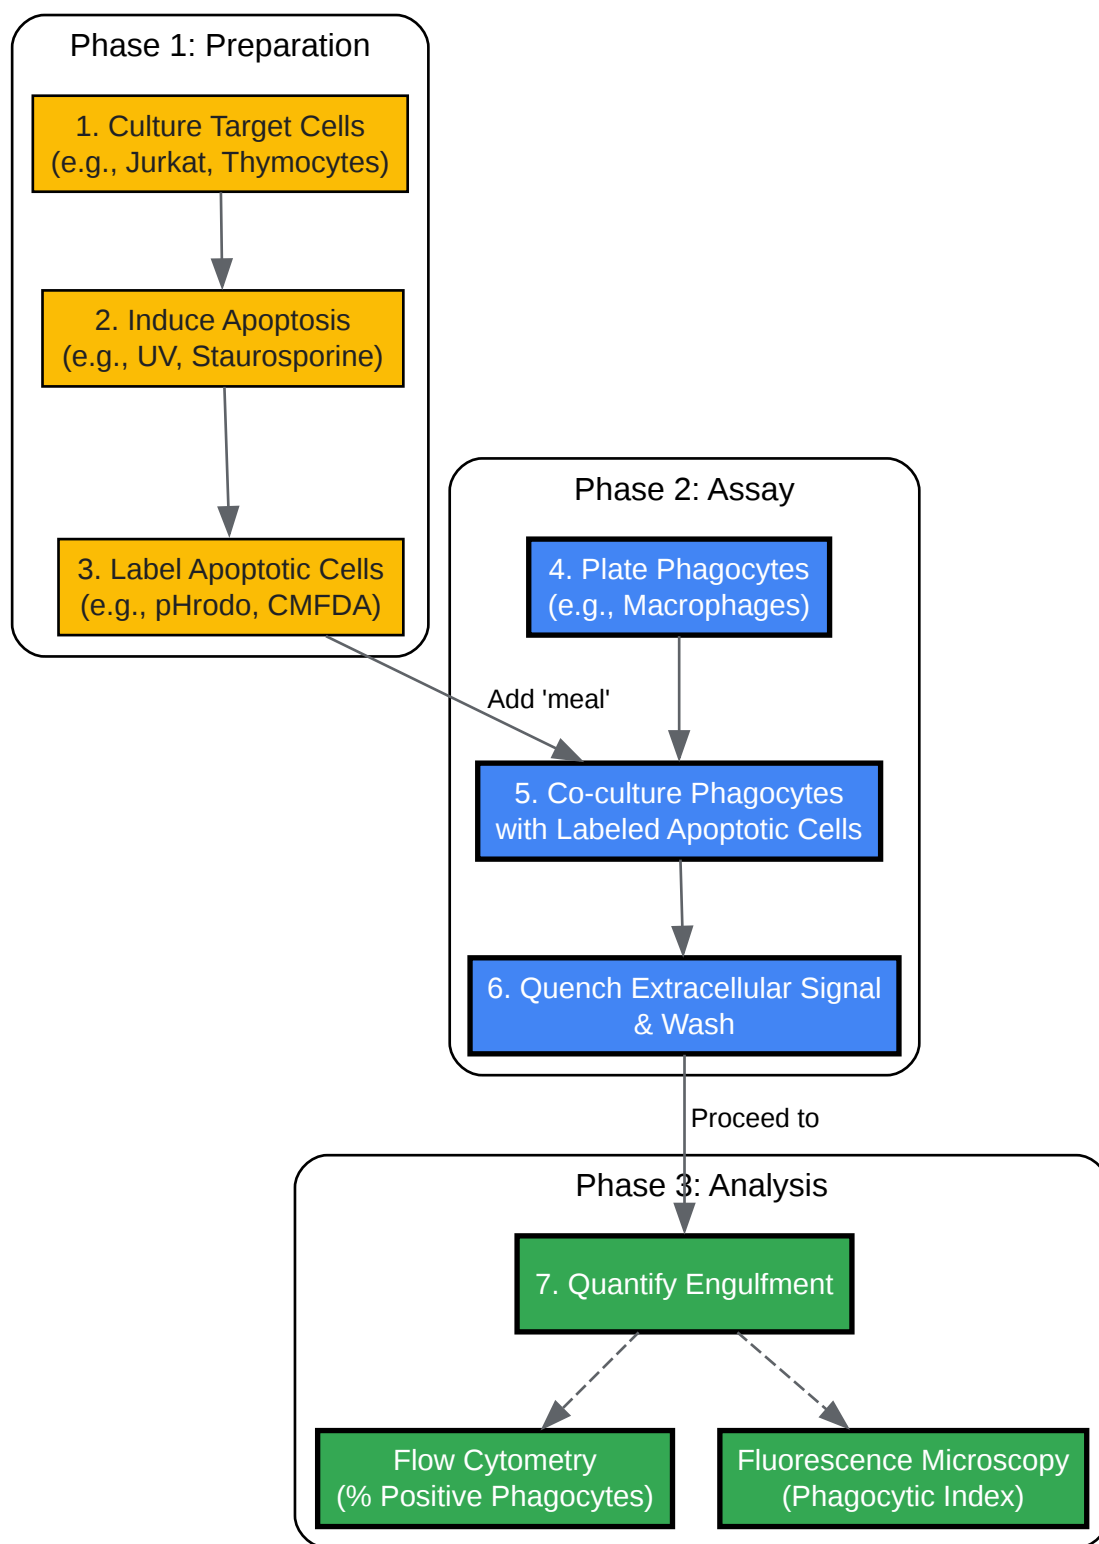 Phase 1: Preparation
1. Culture Target Cells
(e.g., Jurkat, Thymocytes)
2. Induce Apoptosis
(e.g., UV, Staurosporine)
3. Label Apoptotic Cells
(e.g., pHrodo, CMFDA)
Phase 2: Assay
4. Plate Phagocytes
(e.g., Macrophages)
Add 'meal'
5. Co-culture Phagocytes
with Labeled Apoptotic Cells
6. Quench Extracellular Signal
& Wash
Proceed to
Phase 3: Analysis
7. Quantify Engulfment
Flow Cytometry
(% Positive Phagocytes)
Fluorescence Microscopy
(Phagocytic Index)